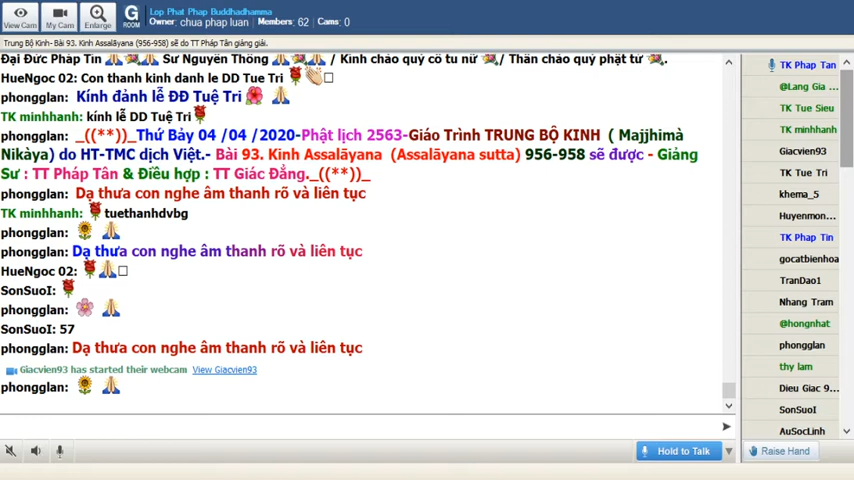 View Cam
My Cam
Enlarge
G
ROOM
Lop Phat Phap Buddhadhamma
Owner: chua phap luan Members: 62 Cams: 0
Trung Bộ Kinh- Bài 93. Kinh Assalāyana (956-958) sẽ do TT Pháp Tân giảng giải.
Đại Đức Pháp Tín Sư Nguyên Thông / Kính chào quý cô tu nữ / Thân chào quý phật tử .
HueNgoc 02: Con thanh kinh danh le DD Tue Tri
phongglan: Kính đảnh lễ ĐĐ Tuệ Tri
TK minhhanh: kính lễ DD Tuệ Tri
phongglan: _((**))_Thứ Bảy 04 /04 /2020-Phật lịch 2563-Giáo Trình TRUNG BỘ KINH ( Majjhimà
Nikàya) do HT-TMC dịch Việt.- Bài 93. Kinh Assalāyana (Assalāyana sutta) 956-958 sẽ được - Giảng
Sư : TT Pháp Tân & Điều hợp : TT Giác Đẳng._((**))_
phongglan: Dạ thưa con nghe âm thanh rõ và liên tục
TK minhhanh: tuethanhdvbg
phongglan:
phongglan: Dạ thưa con nghe âm thanh rõ và liên tục
HueNgoc 02:
SonSuoI:
phongglan:
SonSuoI: 57
phongglan: Dạ thưa con nghe âm thanh rõ và liên tục
Giacvien93 has started their webcam View Giacvien93
phongglan:
Hold to Talk
TK Phap Tan
@Lang Gia ...
TK Tue Sieu
TK minhhanh
Giacvien93
TK Tue Tri
khema_5
Huyenmon...
TK Phap Tin
gocatbienhoa
TranDao1
Nhang Tram
@hongnhat
phongglan
thy lam
Dieu Giac 9...
SonSuoI
AuSocLinh
Raise Hand